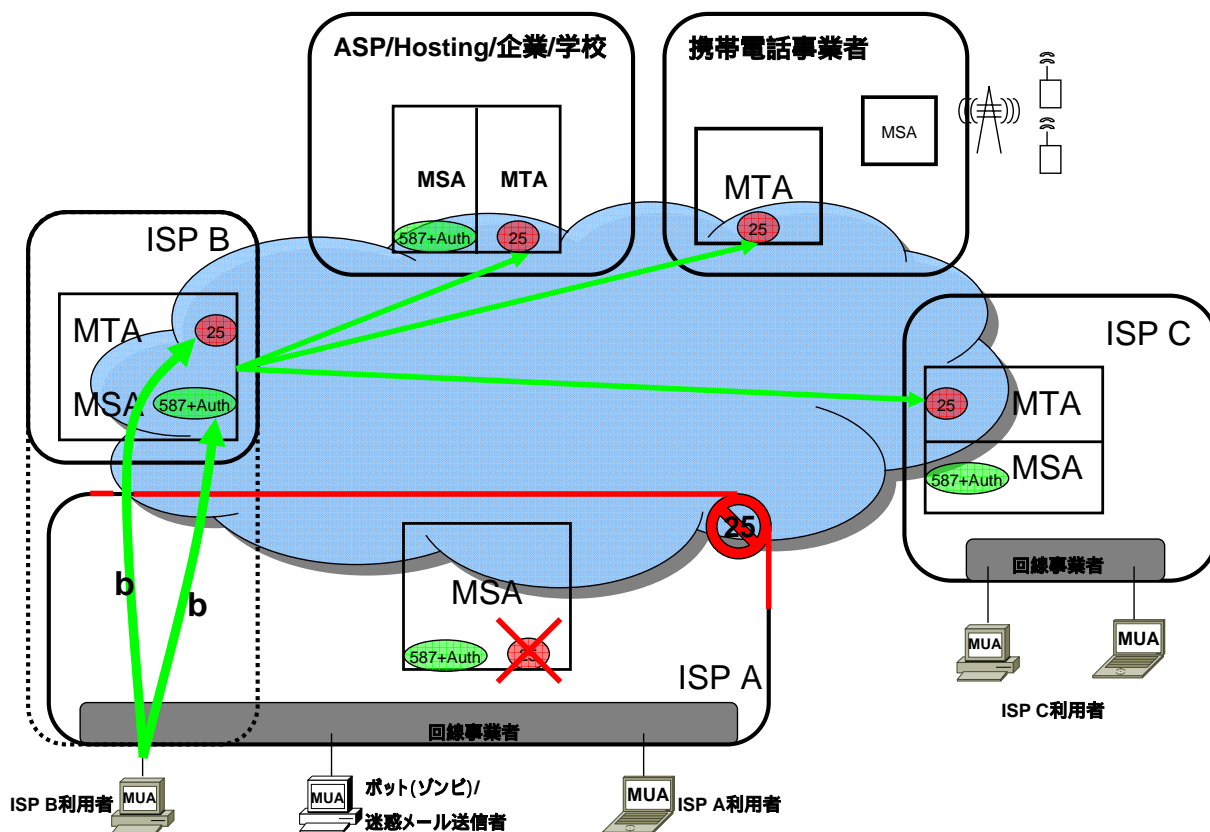 ASP/Hosting/企業/学校
携帯電話事業者
MSA
MSA
MTA
MTA
587+Auth
25
25
ISP B
MTA
25
MSA
587+Auth
ISP C
25
MTA
MSA
587+Auth
回線事業者
MUA
MUA
ISP C利用者
25
b
b
MSA
587+Auth
25
ISP A
回線事業者
ISP B利用者
MUA
MUA
ボット(ゾンビ)/
迷惑メール送信者
MUA
ISP A利用者